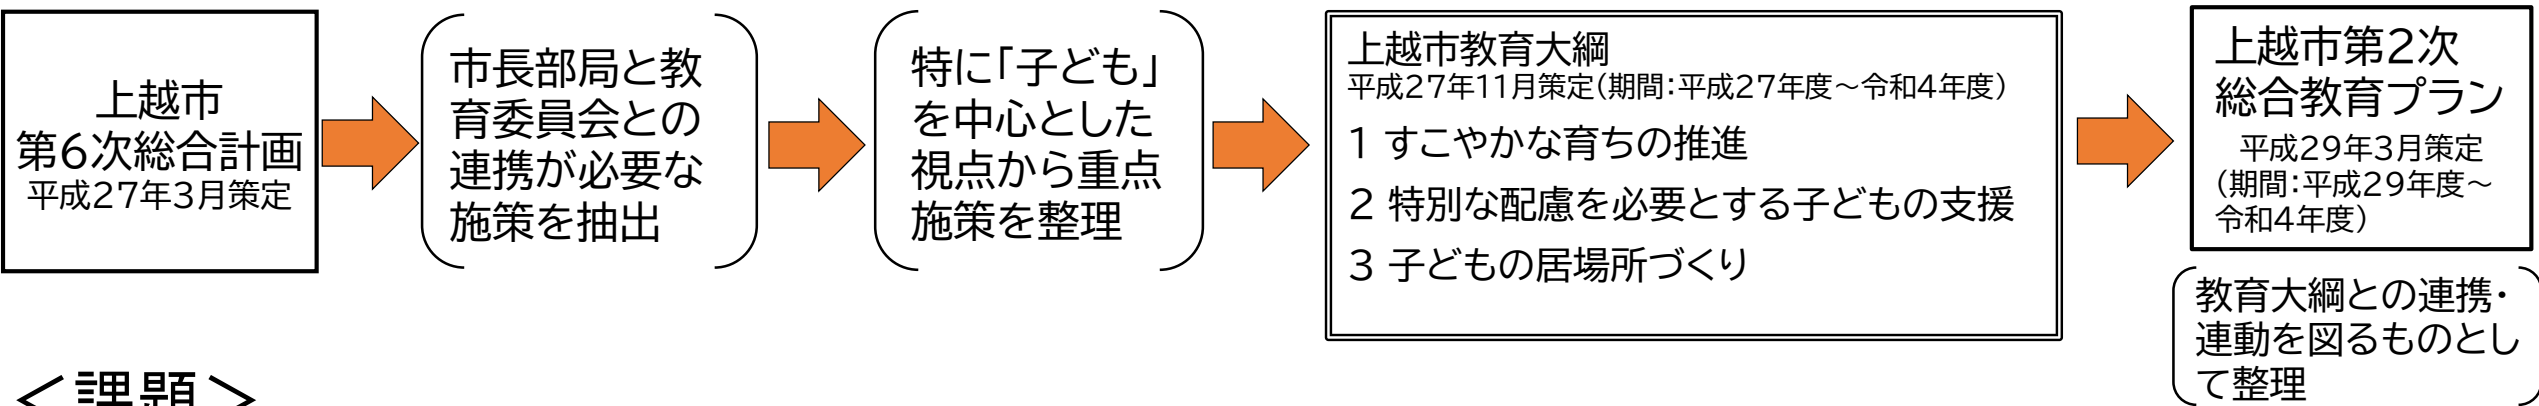 上越市
第6次総合計画
平成27年3月策定
市長部局と教
育委員会との
連携が必要な
施策を抽出
特に「子ども」
を中心とした
視点から重点
施策を整理
上越市教育大綱
平成27年11月策定(期間:平成27年度～令和4年度)
1 すこやかな育ちの推進
2 特別な配慮を必要とする子どもの支援
3 子どもの居場所づくり
上越市第2次
総合教育プラン
平成29年3月策定
(期間:平成29年度～
令和4年度)
教育大綱との連携・
連動を図るものとし
て整理
＜課題＞